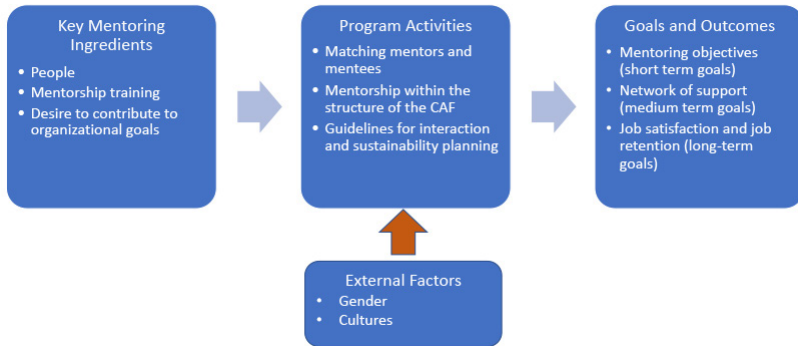 Key Mentoring
Ingredients
• People
• Mentorship training
• Desire to contribute to
organizational goals
Program Activities
• Matching mentors and
mentees
• Mentorship within the
structure of the CAF
• Guidelines for interaction
and sustainability planning
Goals and Outcomes
• Mentoring objectives
(short term goals)
• Network of support
(medium term goals)
• Job satisfaction and job
retention (long-term
goals)
External Factors
• Gender
• Cultures